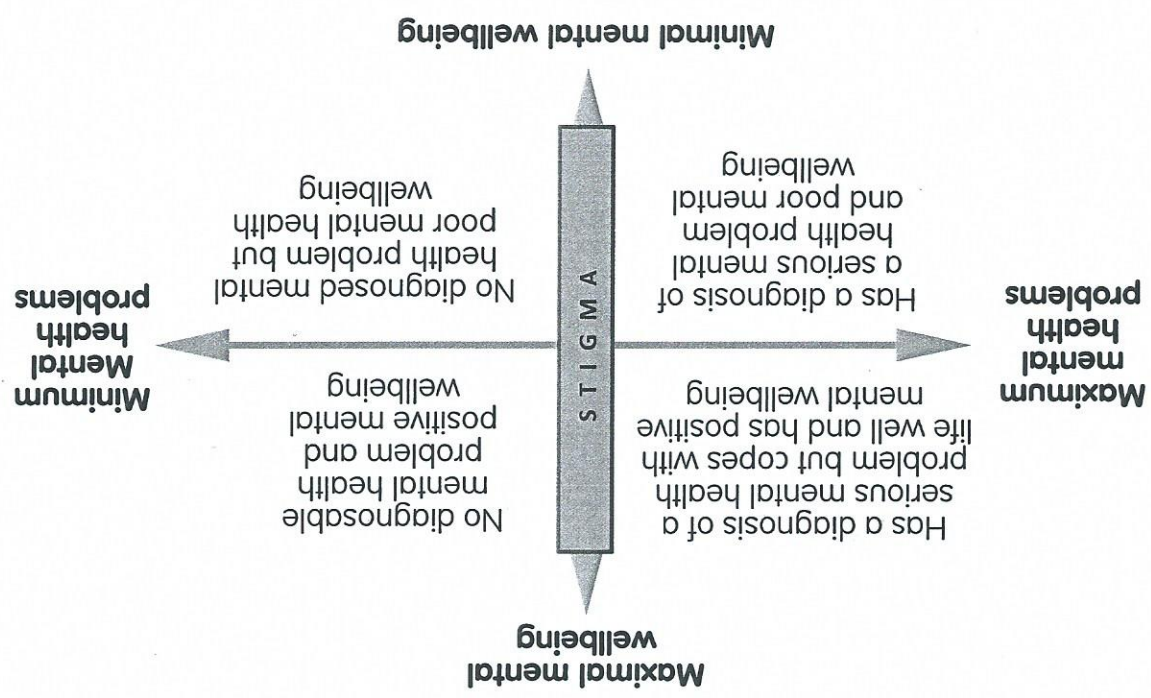 Maximal mental
wellbeing
Has a diagnosis of a
serious mental health
problem but copes with
life well and has positive
mental wellbeing
No diagnosable
mental health
problem and
positive mental
wellbeing
Maximum
mental
health
problems
STIGMA
Minimum
Mental
health
problems
Has a diagnosis of
a serious mental
health problem
and poor mental
wellbeing
No diagnosed mental
health problem but
poor mental health
wellbeing
Minimal mental wellbeing